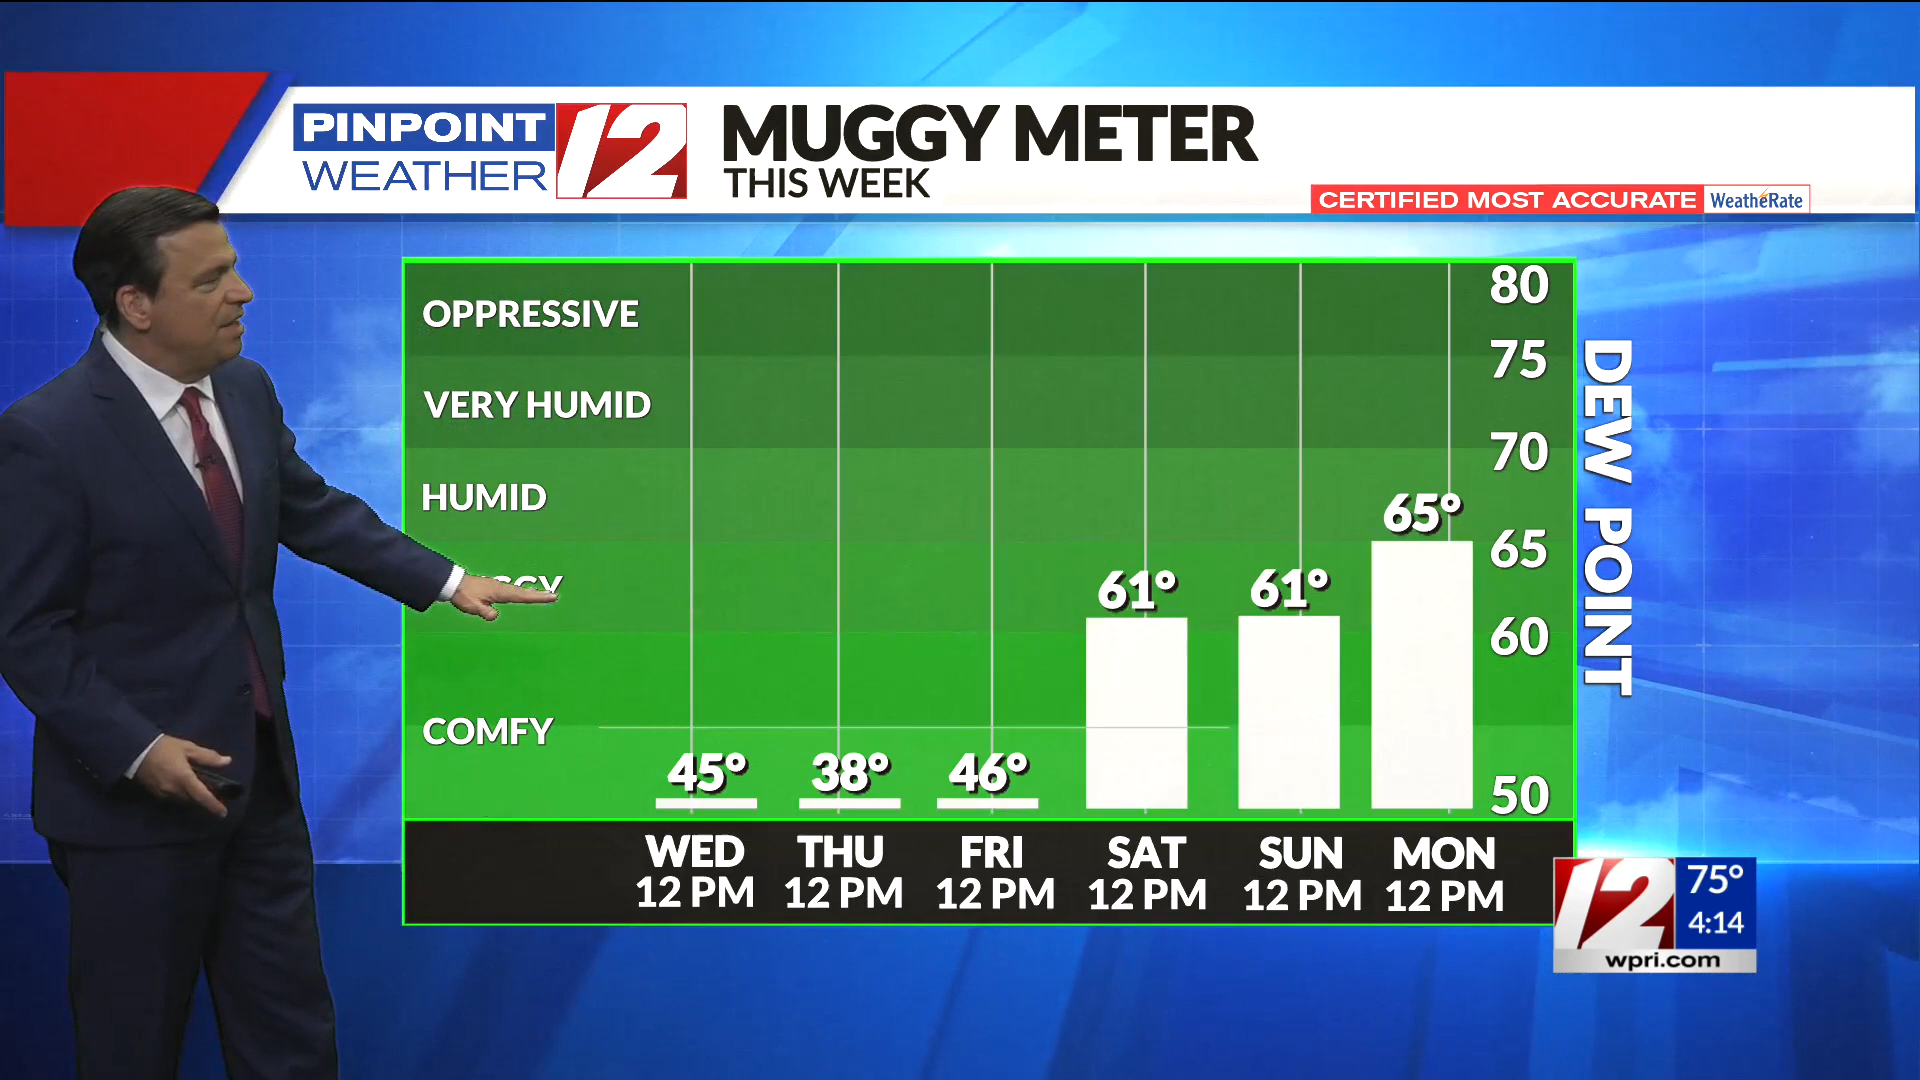 PINPOINT
WEATHER
12
MUGGY METER
THIS WEEK
CERTIFIED MOST ACCURATE WeatheRate
OPPRESSIVE
VERY HUMID
HUMID
COMFY
80
75
70
65
60
50
DEW POINT
45° 38° 46° 61° 61° 65°
WED THU FRI SAT SUN MON
12 PM 12 PM 12 PM 12 PM 12 PM 12 PM
12
75°
4:14
wpri.com